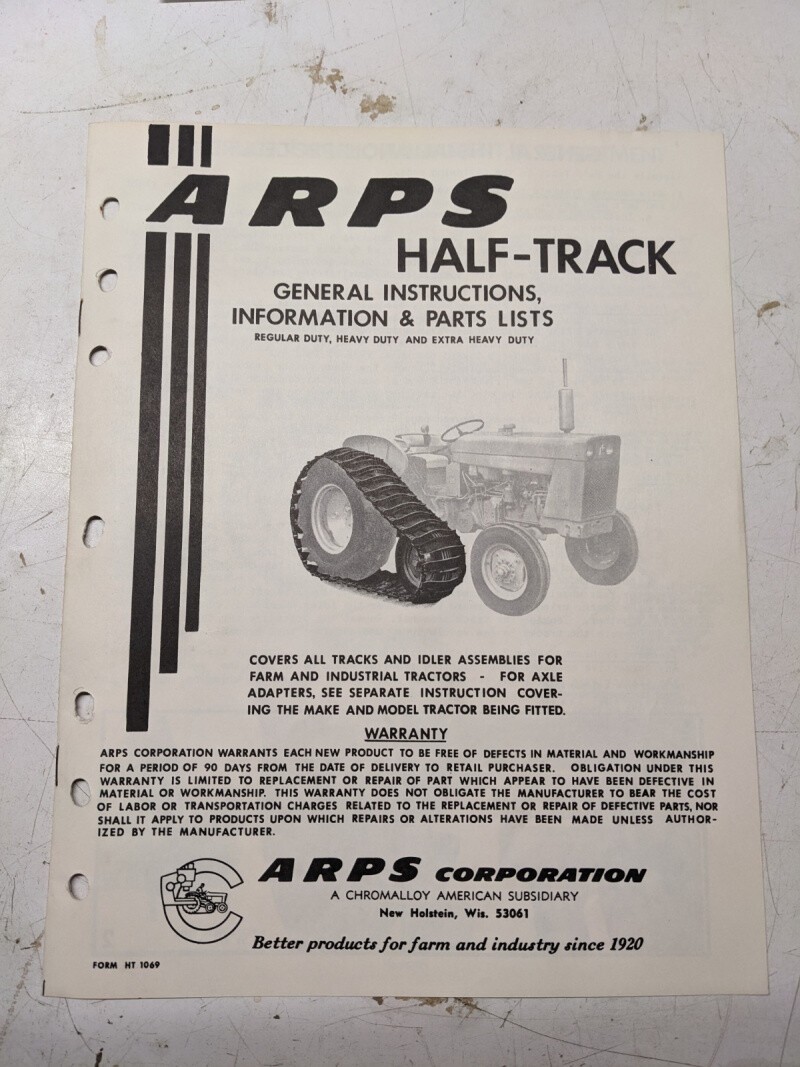 ARPS
HALF-TRACK
GENERAL INSTRUCTIONS,
INFORMATION & PARTS LISTS
REGULAR DUTY, HEAVY DUTY AND EXTRA HEAVY DUTY
COVERS ALL TRACKS AND IDLER ASSEMBLIES FOR
FARM AND INDUSTRIAL TRACTORS - FOR AXLE
ADAPTERS, SEE SEPARATE INSTRUCTION COVER-
ING THE MAKE AND MODEL TRACTOR BEING FITTED.
WARRANTY
ARPS CORPORATION WARRANTS EACH NEW PRODUCT TO BE FREE OF DEFECTS IN MATERIAL AND WORKMANSHIP
FOR A PERIOD OF 90 DAYS FROM THE DATE OF DELIVERY TO RETAIL PURCHASER. OBLIGATION UNDER THIS
WARRANTY IS LIMITED TO REPLACEMENT OR REPAIR OF PART WHICH APPEAR TO HAVE BEEN DEFECTIVE IN
MATERIAL OR WORKMANSHIP. THIS WARRANTY DOES NOT OBLIGATE THE MANUFACTURER TO BEAR THE COST
OF LABOR OR TRANSPORTATION CHARGES RELATED TO THE REPLACEMENT OR REPAIR OF DEFECTIVE PARTS, NOR
SHALL IT APPLY TO PRODUCTS UPON WHICH REPAIRS OR ALTERATIONS HAVE BEEN MADE UNLESS AUTHOR-
IZED BY THE MANUFACTURER.
ARPS CORPORATION
A CHROMALLOY AMERICAN SUBSIDIARY
New Holstein, Wis. 53061
Better products for farm and industry since 1920
FORM HT 1069